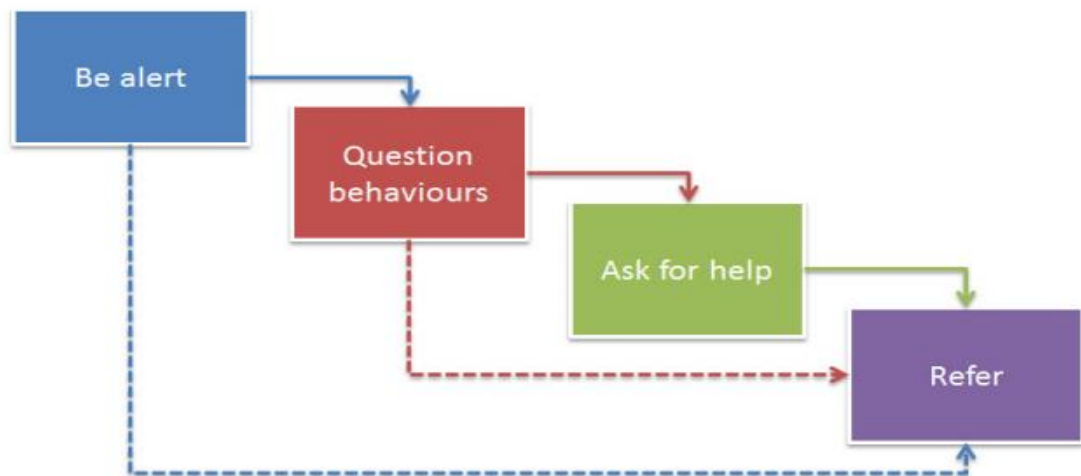 Be alert
Question
behaviours
Ask for help
Refer